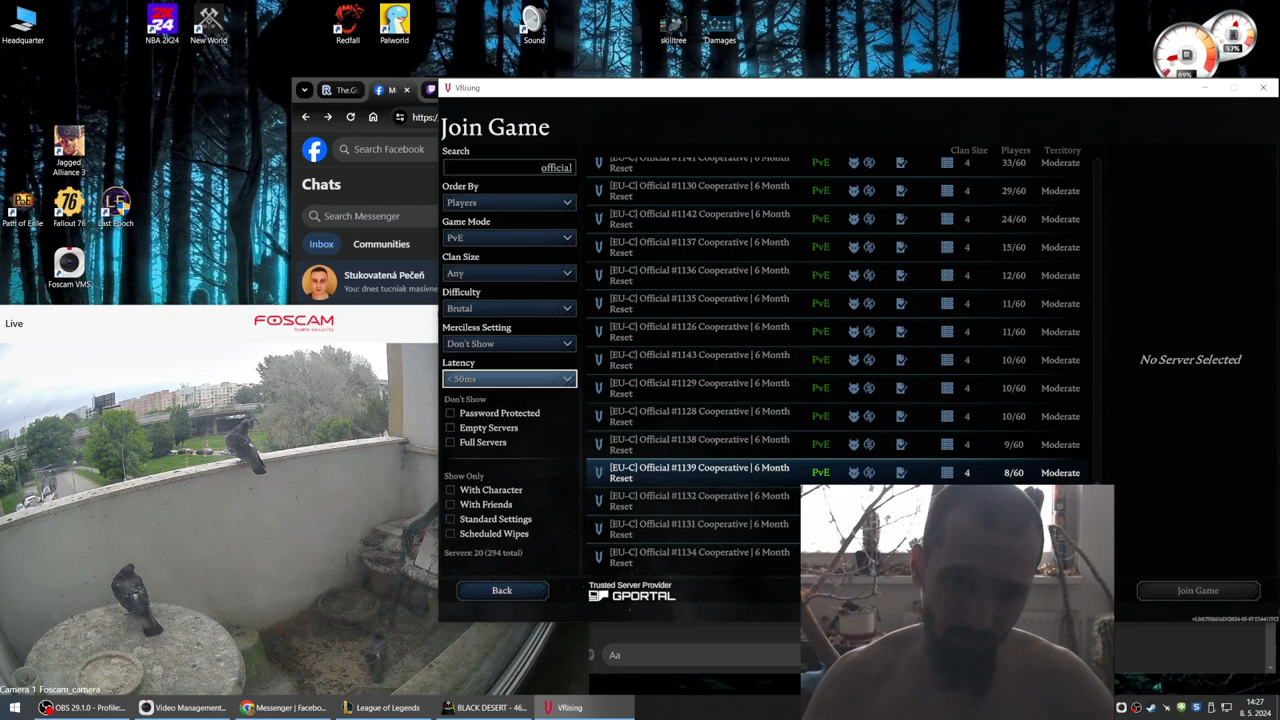 Headquarter
NBA 2K24
New World
Redfall
Palworld
Sound
skilltree
Damages
57%
69%
Jagged Alliance 3
Path of Exile
Fallout 76
Last Epoch
Foscam VMS
https:
Search Facebook
Chats
Search Messenger
Inbox
Communities
Stukovatená Pečeň
You: dnes tucniak masivne
Live
FOSCAM
home security
Camera 1 Foscam_camera
VRising
Join Game
Search
official
Order By
Players
Game Mode
PvE
Clan Size
Any
Difficulty
Brutal
Merciless Setting
Don't Show
Latency
< 50ms
Don't Show
Password Protected
Empty Servers
Full Servers
Show Only
With Character
With Friends
Standard Settings
Scheduled Wipes
Servers: 20 (294 total)
Back
Clan Size Players Territory
[EU-C] Official #1141 Cooperative | 6 Month Reset PvE 4 33/60 Moderate
[EU-C] Official #1130 Cooperative | 6 Month Reset PvE 4 29/60 Moderate
[EU-C] Official #1142 Cooperative | 6 Month Reset PvE 4 24/60 Moderate
[EU-C] Official #1137 Cooperative | 6 Month Reset PvE 4 15/60 Moderate
[EU-C] Official #1136 Cooperative | 6 Month Reset PvE 4 12/60 Moderate
[EU-C] Official #1135 Cooperative | 6 Month Reset PvE 4 11/60 Moderate
[EU-C] Official #1126 Cooperative | 6 Month Reset PvE 4 11/60 Moderate
[EU-C] Official #1143 Cooperative | 6 Month Reset PvE 4 10/60 Moderate
[EU-C] Official #1129 Cooperative | 6 Month Reset PvE 4 10/60 Moderate
[EU-C] Official #1128 Cooperative | 6 Month Reset PvE 4 10/60 Moderate
[EU-C] Official #1138 Cooperative | 6 Month Reset PvE 4 9/60 Moderate
[EU-C] Official #1139 Cooperative | 6 Month Reset PvE 4 8/60 Moderate
[EU-C] Official #1132 Cooperative | 6 Month Reset
[EU-C] Official #1131 Cooperative | 6 Month Reset
[EU-C] Official #1134 Cooperative | 6 Month Reset
Trusted Server Provider
GPORTAL
No Server Selected
Join Game
Aa
OBS 29.1.0 - Profile:...
Video Management...
Messenger | Facebo...
League of Legends
BLACK DESERT - 46...
VRising
14:27
8. 5. 2024